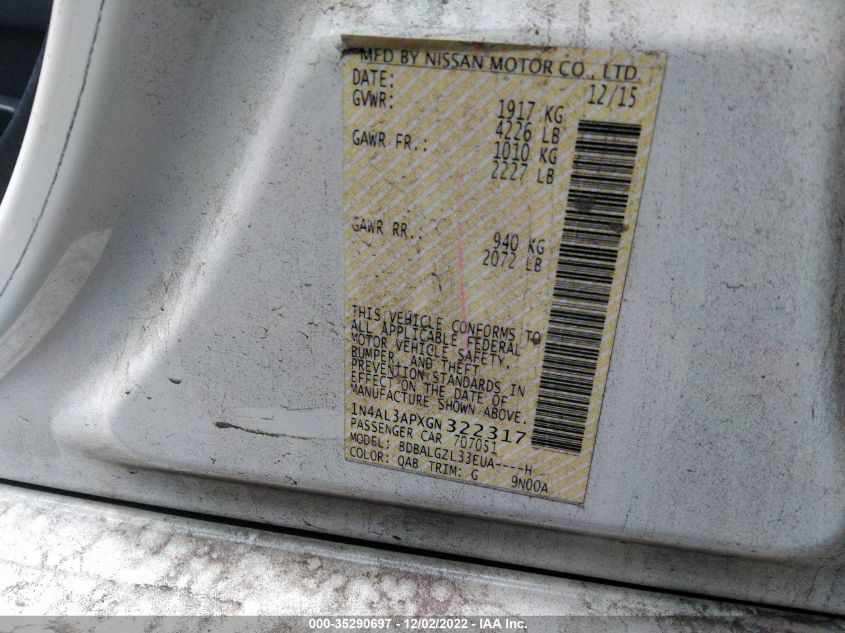 MFD BY NISSAN MOTOR CO., LTD.
DATE: 12/15
GVWR: 1917 KG
4226 LB
GAWR FR.: 1010 KG
2227 LB
GAWR RR.: 940 KG
2072 LB
THIS VEHICLE CONFORMS TO
ALL APPLICABLE FEDERAL
MOTOR VEHICLE SAFETY,
BUMPER, AND THEFT
PREVENTION STANDARDS IN
EFFECT ON THE DATE OF
MANUFACTURE SHOWN ABOVE.
1N4AL3APXGN322317
PASSENGER CAR 707051
MODEL: BDBALGZL33EUA----H
COLOR: QAB TRIM: G 9N00A
000-35290697 - 12/02/2022 - IAA Inc.